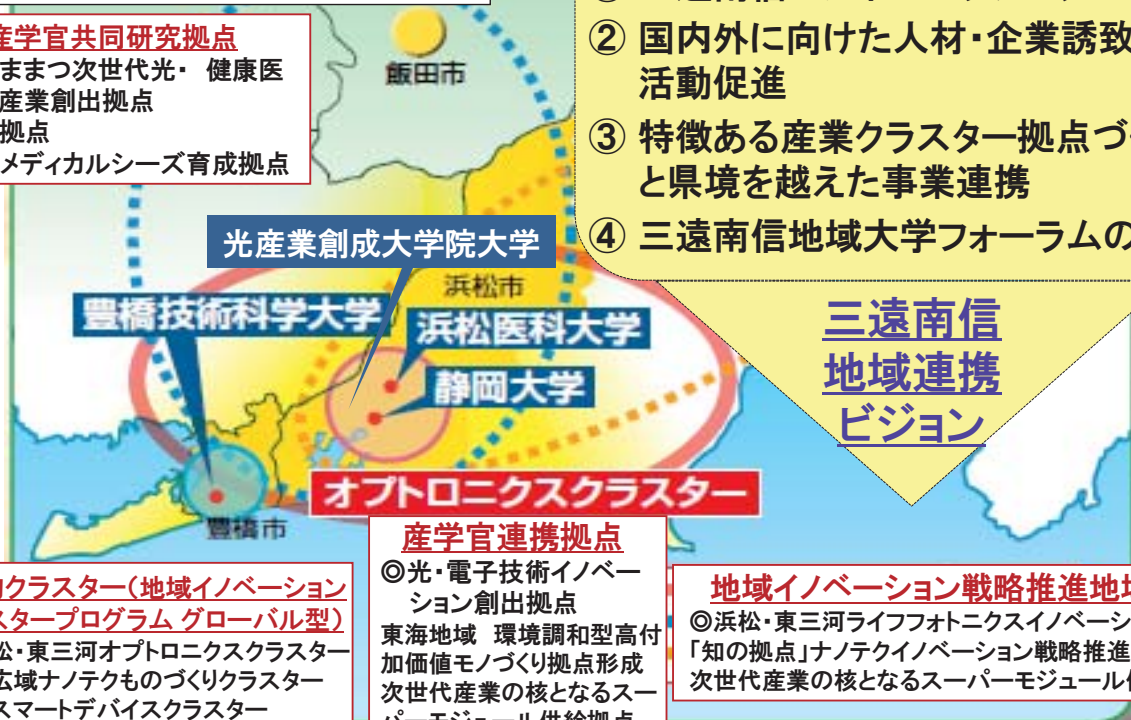 産学官共同研究拠点
ままつ次世代光・ 健康医
産業創出拠点
拠点
メディカルシーズ育成拠点
飯田市
② 国内外に向けた人材・企業誘致
活動促進
③ 特徴ある産業クラスター拠点づ
と県境を越えた事業連携
④ 三遠南信地域大学フォーラムの
光産業創成大学院大学
浜松市
豊橋技術科学大学
浜松医科大学
静岡大学
三遠南信
地域連携
ビジョン
オプトロニクスクラスター
豊橋市
クラスター(地域イノベーション
スタープログラム グローバル型)
松・東三河オプトロニクスクラスター
広域ナノテクものづくりクラスター
スマートデバイスクラスター
産学官連携拠点
◎光・電子技術イノベー
ション創出拠点
東海地域 環境調和型高付
加価値モノづくり拠点形成
次世代産業の核となるスー
パーモジュール供給拠点
地域イノベーション戦略推進地域
◎浜松・東三河ライフフォトニクスイノベーシ
「知の拠点」ナノテクイノベーション戦略推進
次世代産業の核となるスーパーモジュール